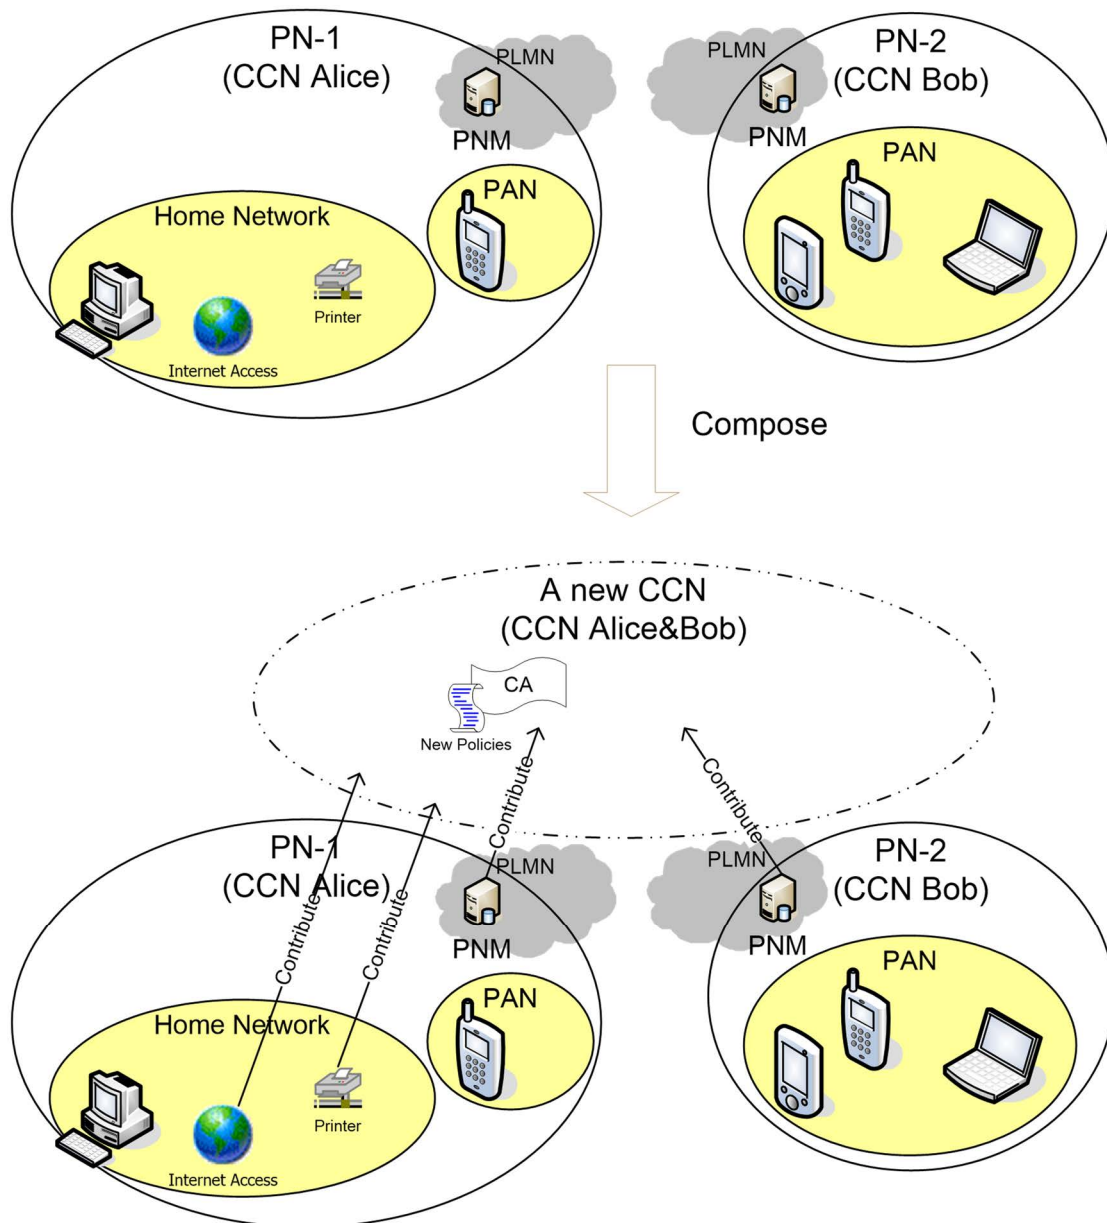 PN-1
(CCN Alice)
PLMN
PNM
PAN
Home Network
Printer
Internet Access
PLMN
PNM
PN-2
(CCN Bob)
PAN
Compose
A new CCN
(CCN Alice&Bob)
CA
New Policies
Contribute
Contribute
Contribute
Contribute
PN-1
(CCN Alice)
PLMN
PNM
PAN
Home Network
Printer
Internet Access
PLMN
PNM
PN-2
(CCN Bob)
PAN